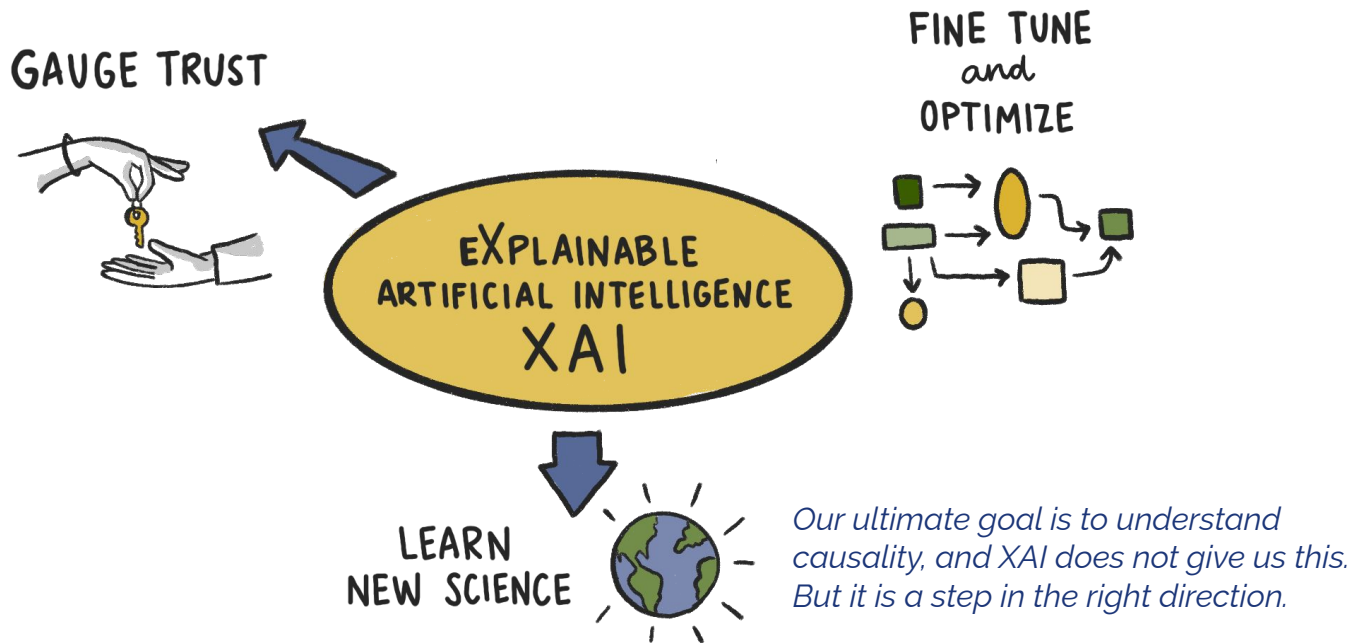 GAUGE TRUST
FINE TUNE
and
OPTIMIZE
eXPLAINABLE
ARTIFICIAL INTELLIGENCE
XAI
LEARN
NEW SCIENCE
Our ultimate goal is to understand
causality, and XAI does not give us this.
But it is a step in the right direction.